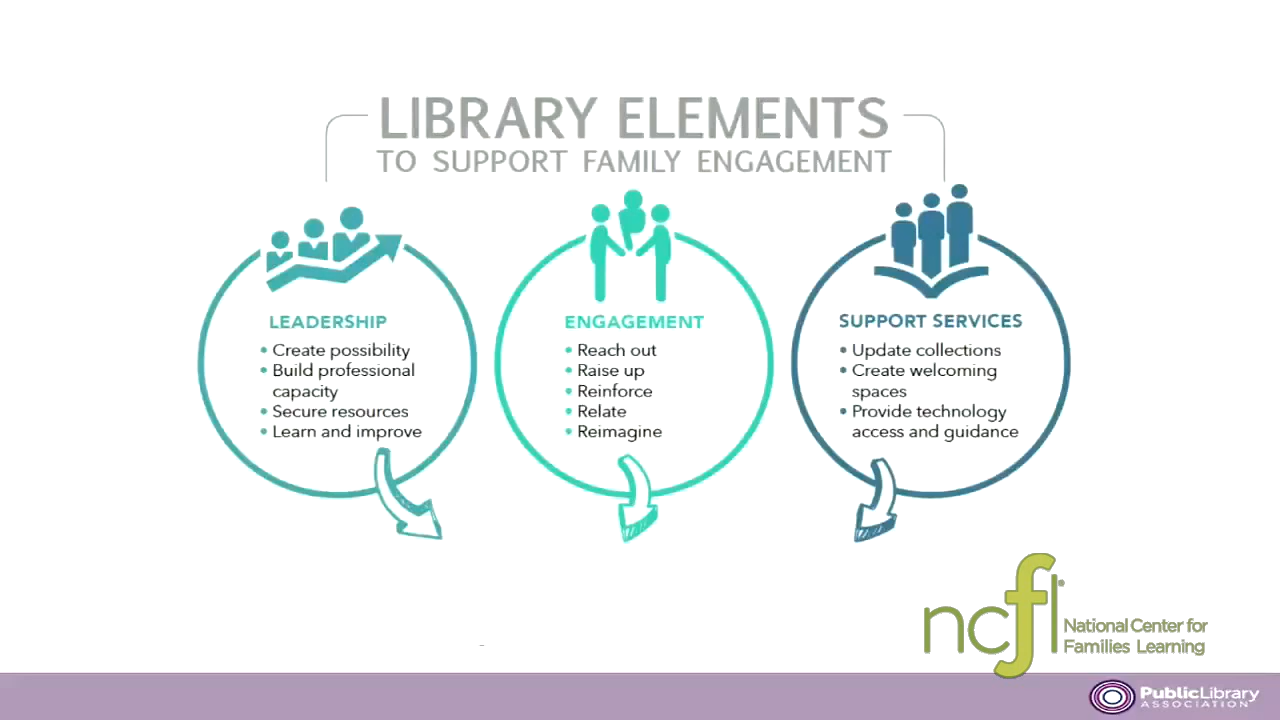 LIBRARY ELEMENTS
TO SUPPORT FAMILY ENGAGEMENT
LEADERSHIP
• Create possibility
• Build professional
capacity
• Secure resources
• Learn and improve
ENGAGEMENT
• Reach out
• Raise up
• Reinforce
• Relate
• Reimagine
SUPPORT SERVICES
• Update collections
• Create welcoming
spaces
• Provide technology
access and guidance
ncfl®
National Center for
Families Learning
PublicLibrary
ASSOCIATION